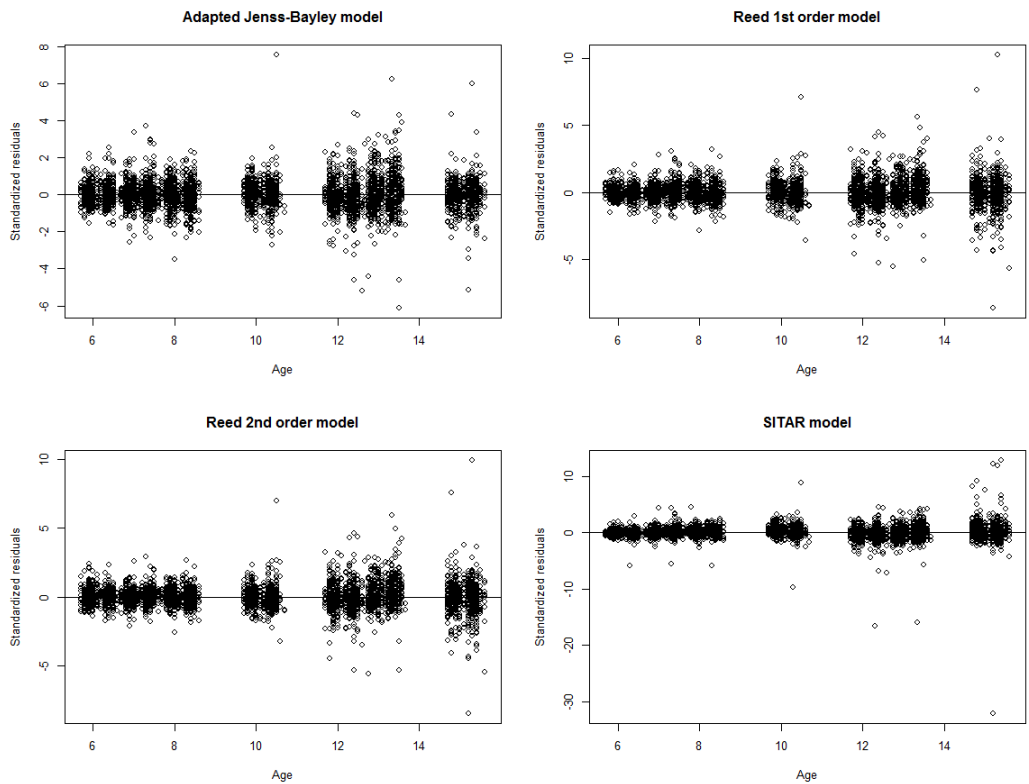 Adapted Jenss-Bayley model
Standardized residuals
8
6
4
2
0
-2
-4
-6
6 8 10 12 14
Age
Reed 1st order model
Standardized residuals
10
5
0
-5
6 8 10 12 14
Age
Reed 2nd order model
Standardized residuals
10
5
0
-5
6 8 10 12 14
Age
SITAR model
Standardized residuals
10
0
-10
-20
-30
6 8 10 12 14
Age